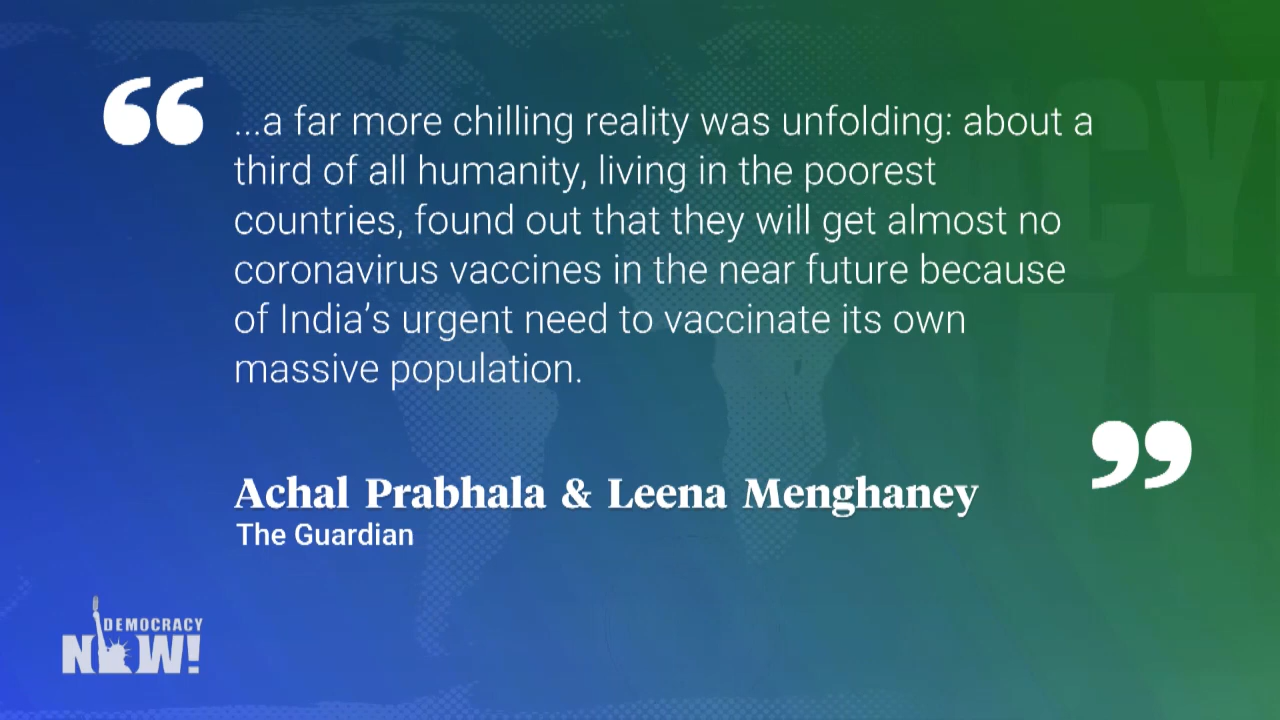 “
...a far more chilling reality was unfolding: about a
third of all humanity, living in the poorest
countries, found out that they will get almost no
coronavirus vaccines in the near future because
of India’s urgent need to vaccinate its own
massive population.
”
Achal Prabhala & Leena Menghaney
The Guardian
DEMOCRACY
NOW!